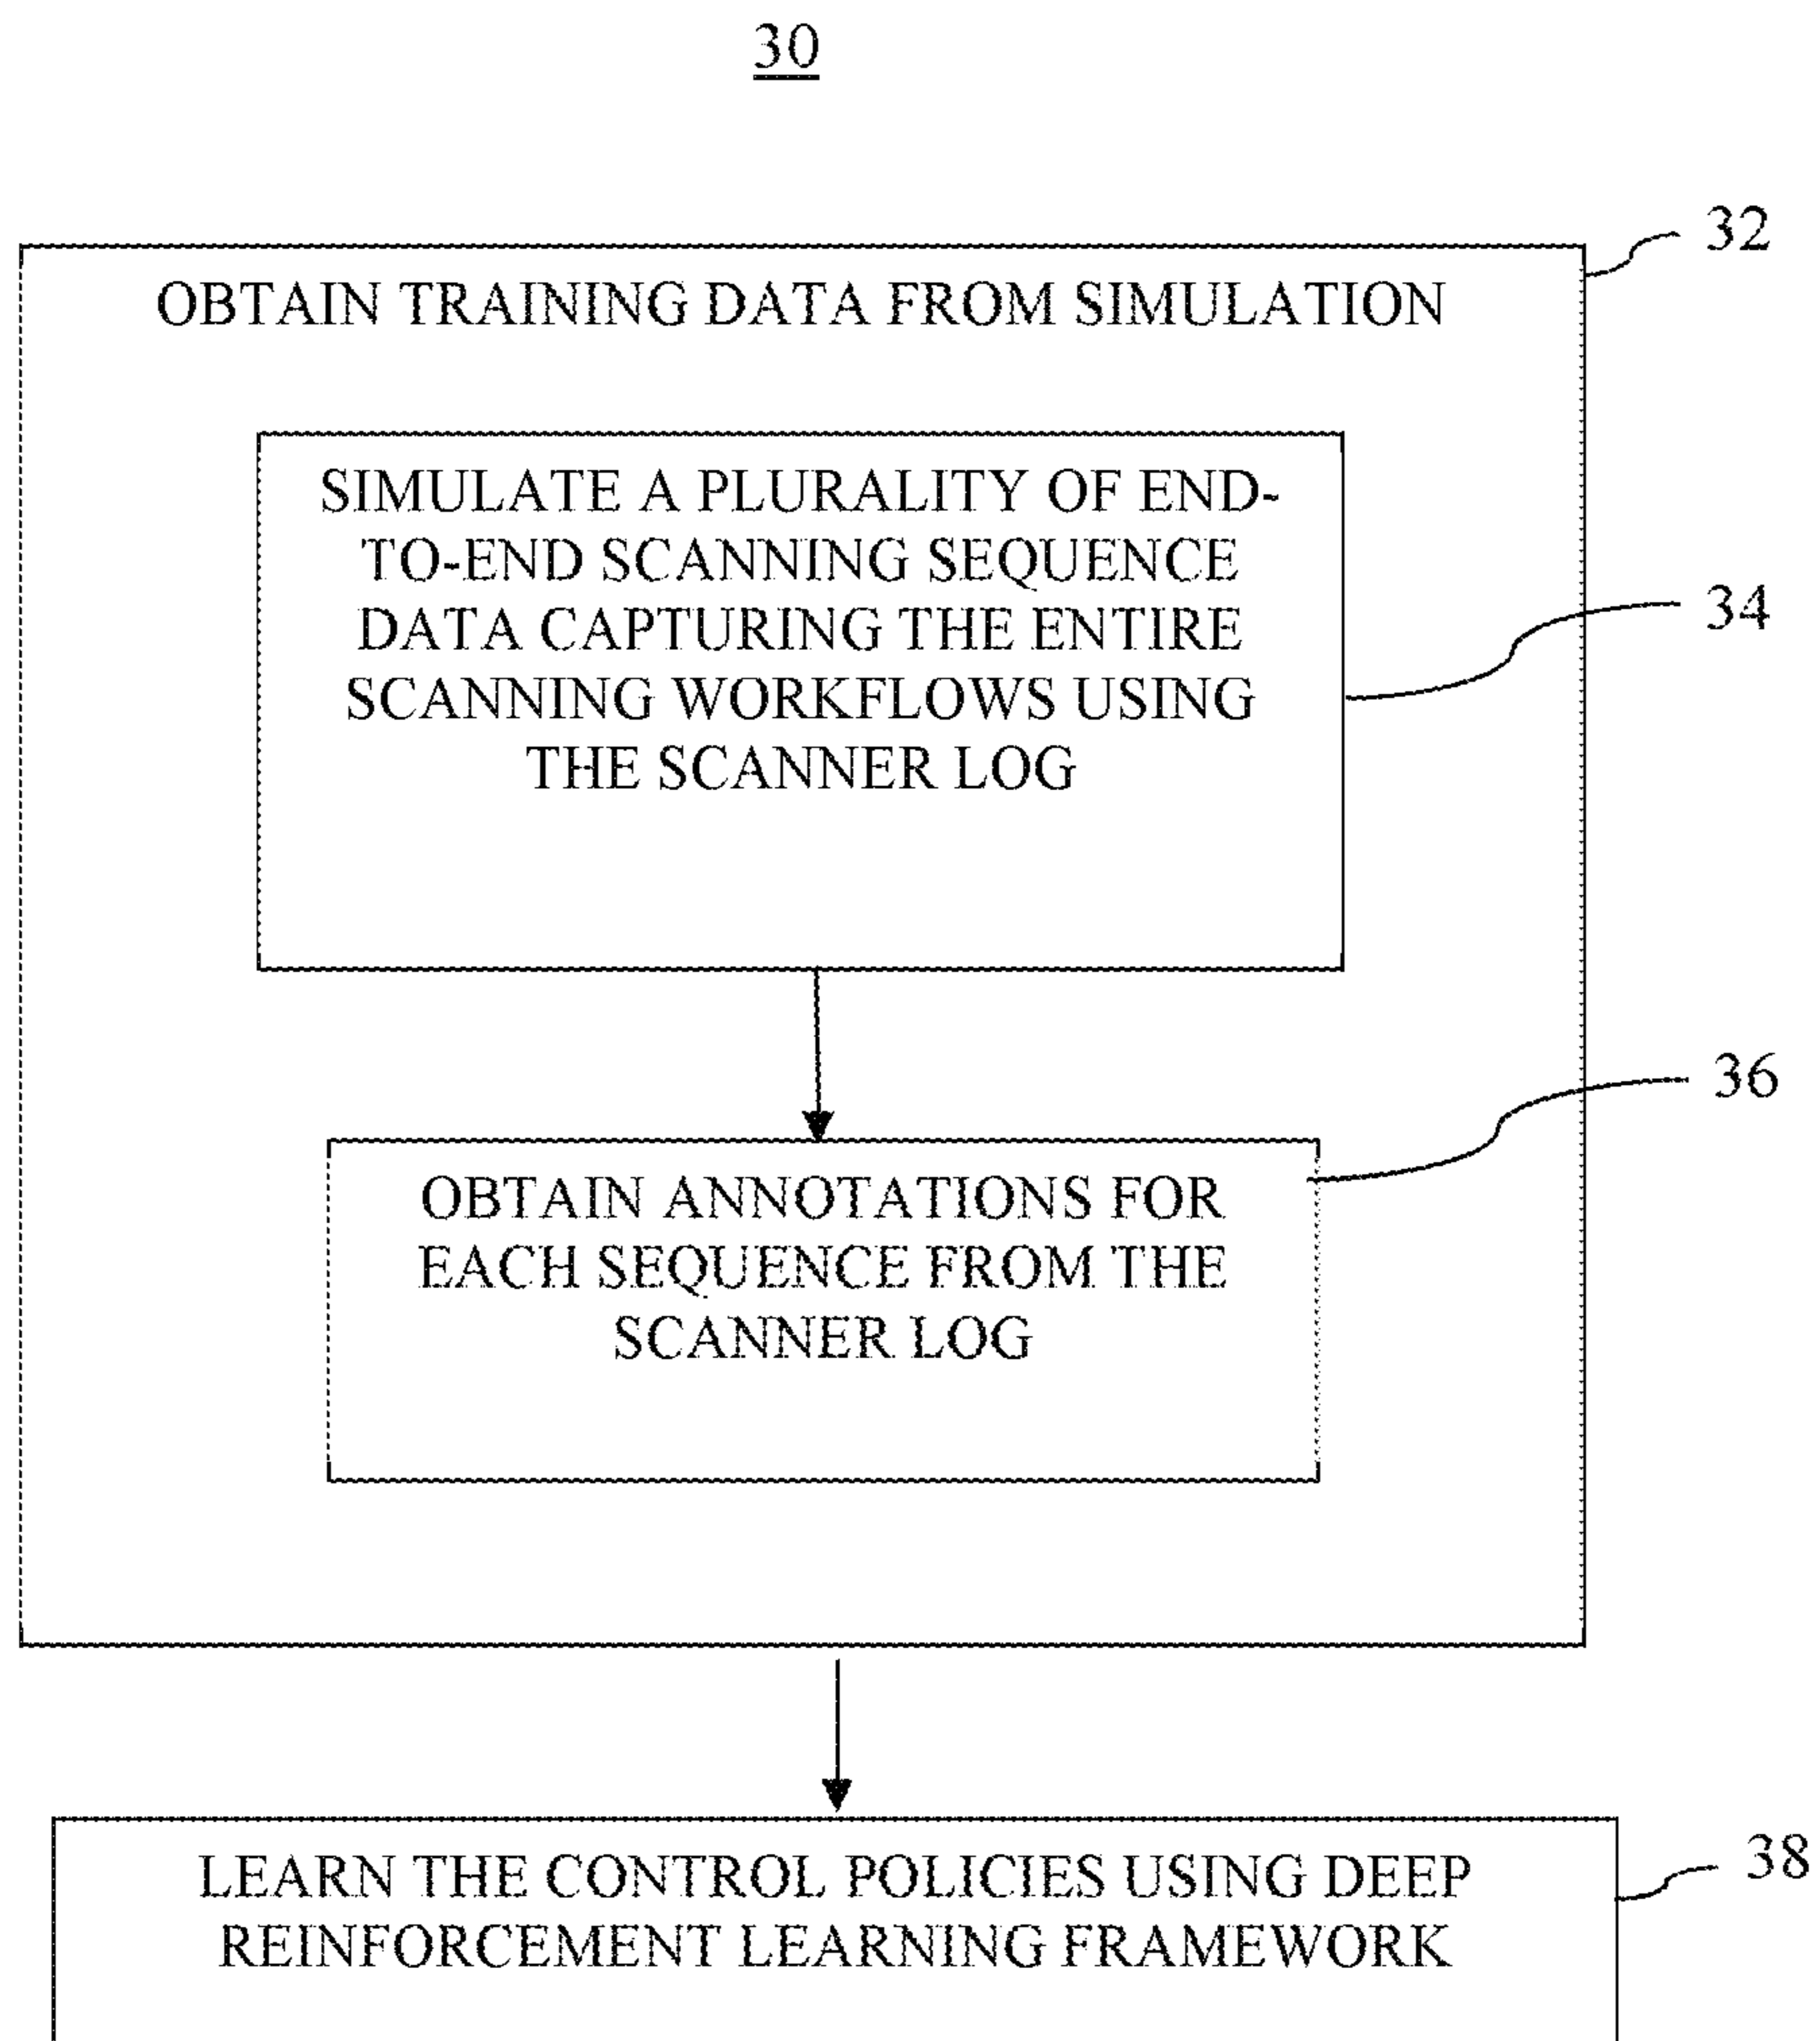 30
32
OBTAIN TRAINING DATA FROM SIMULATION
SIMULATE A PLURALITY OF END-
TO-END SCANNING SEQUENCE
DATA CAPTURING THE ENTIRE
SCANNING WORKFLOWS USING
THE SCANNER LOG
34
36
OBTAIN ANNOTATIONS FOR
EACH SEQUENCE FROM THE
SCANNER LOG
38
LEARN THE CONTROL POLICIES USING DEEP
REINFORCEMENT LEARNING FRAMEWORK